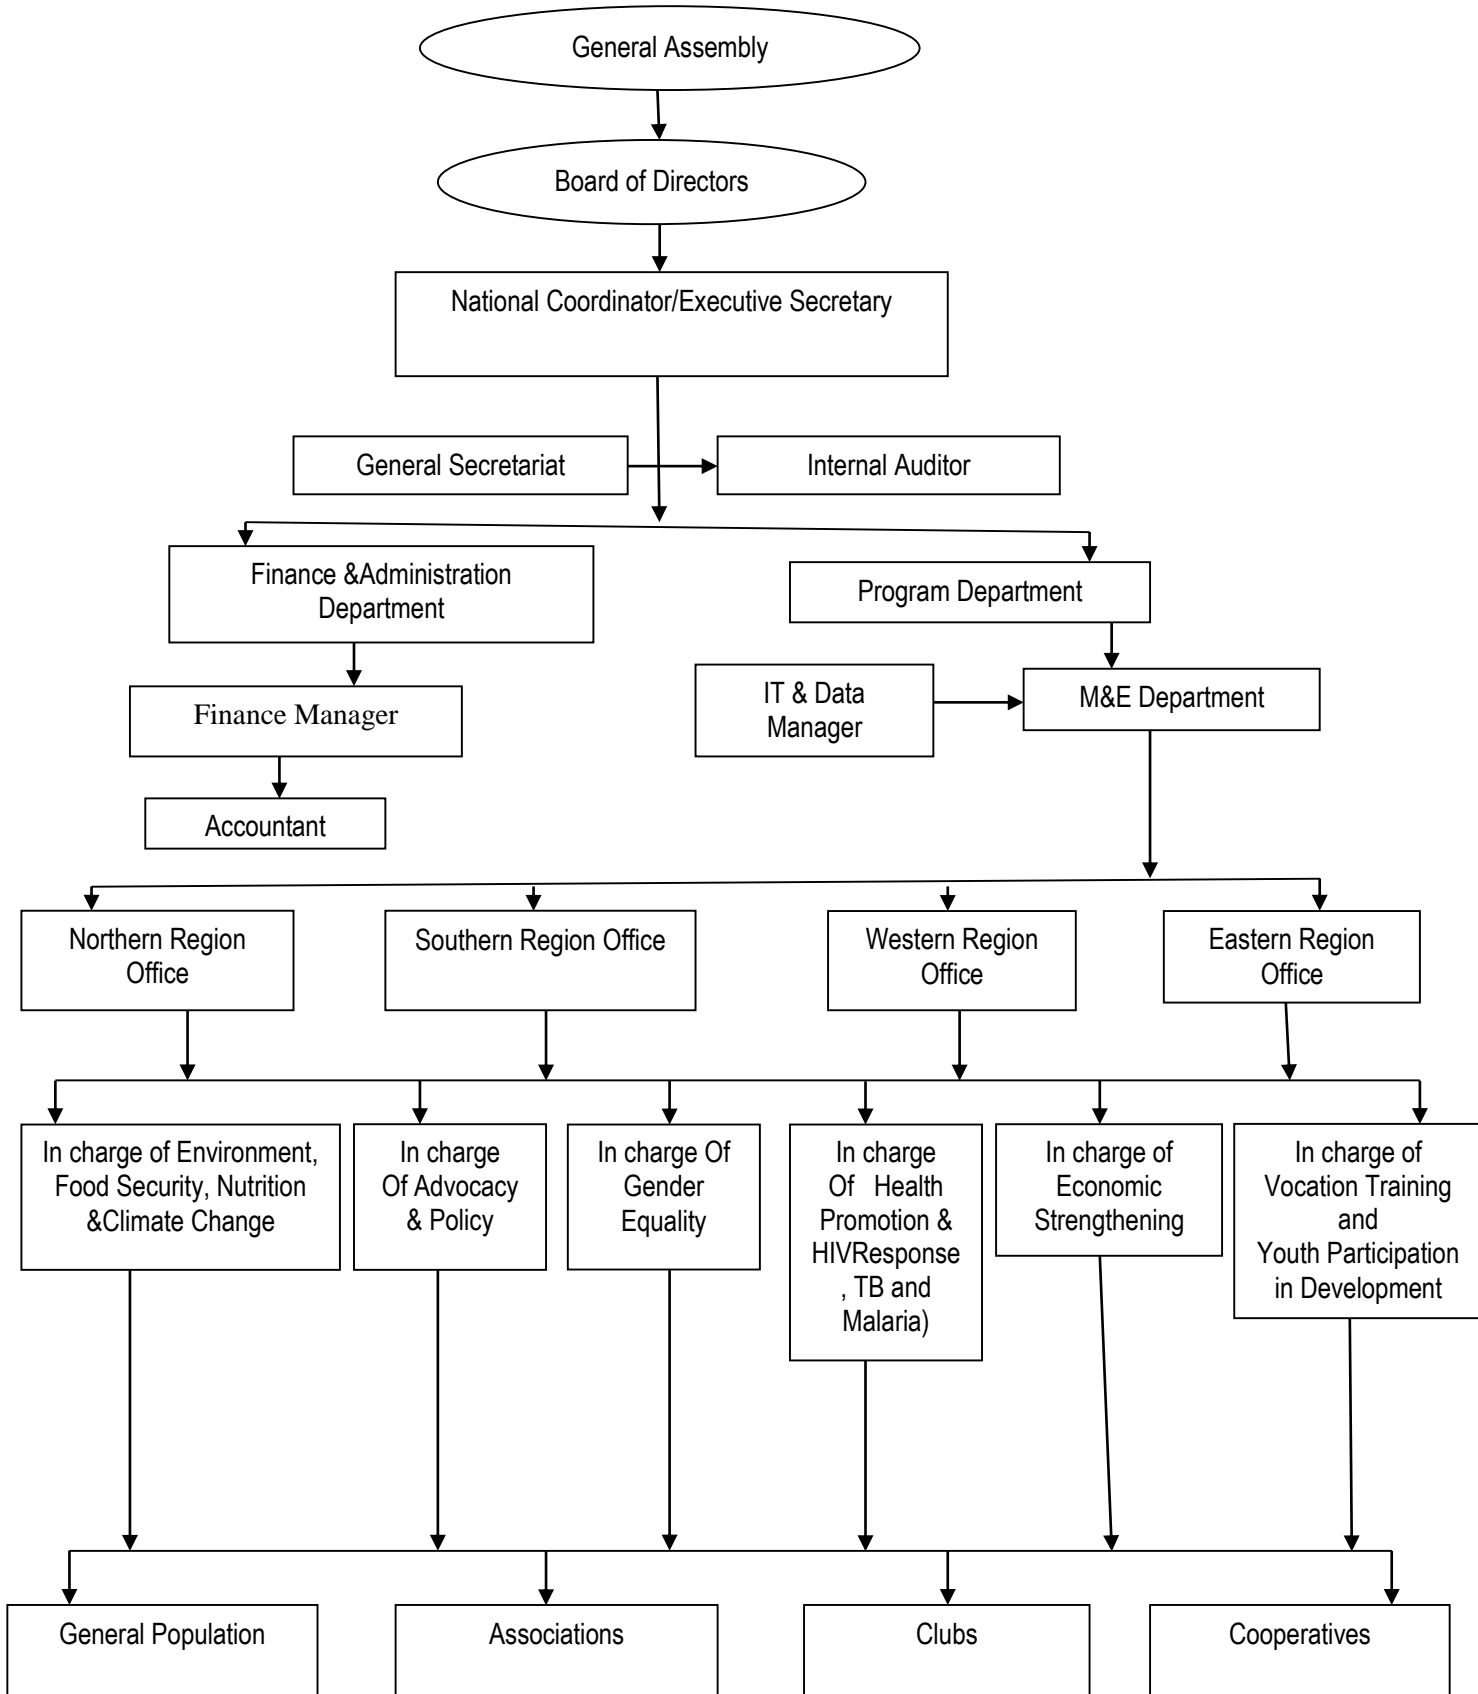 General Assembly
Board of Directors
National Coordinator/Executive Secretary
General Secretariat
Internal Auditor
Finance &Administration
Department
Program Department
Finance Manager
IT & Data
Manager
M&E Department
Accountant
Northern Region
Office
Southern Region Office
Western Region
Office
Eastern Region
Office
In charge of Environment,
Food Security, Nutrition
&Climate Change
In charge
Of Advocacy
& Policy
In charge Of
Gender
Equality
In charge
Of Health
Promotion &
HIVResponse
, TB and
Malaria)
In charge of
Economic
Strengthening
In charge of
Vocation Training
and
Youth Participation
in Development
General Population
Associations
Clubs
Cooperatives